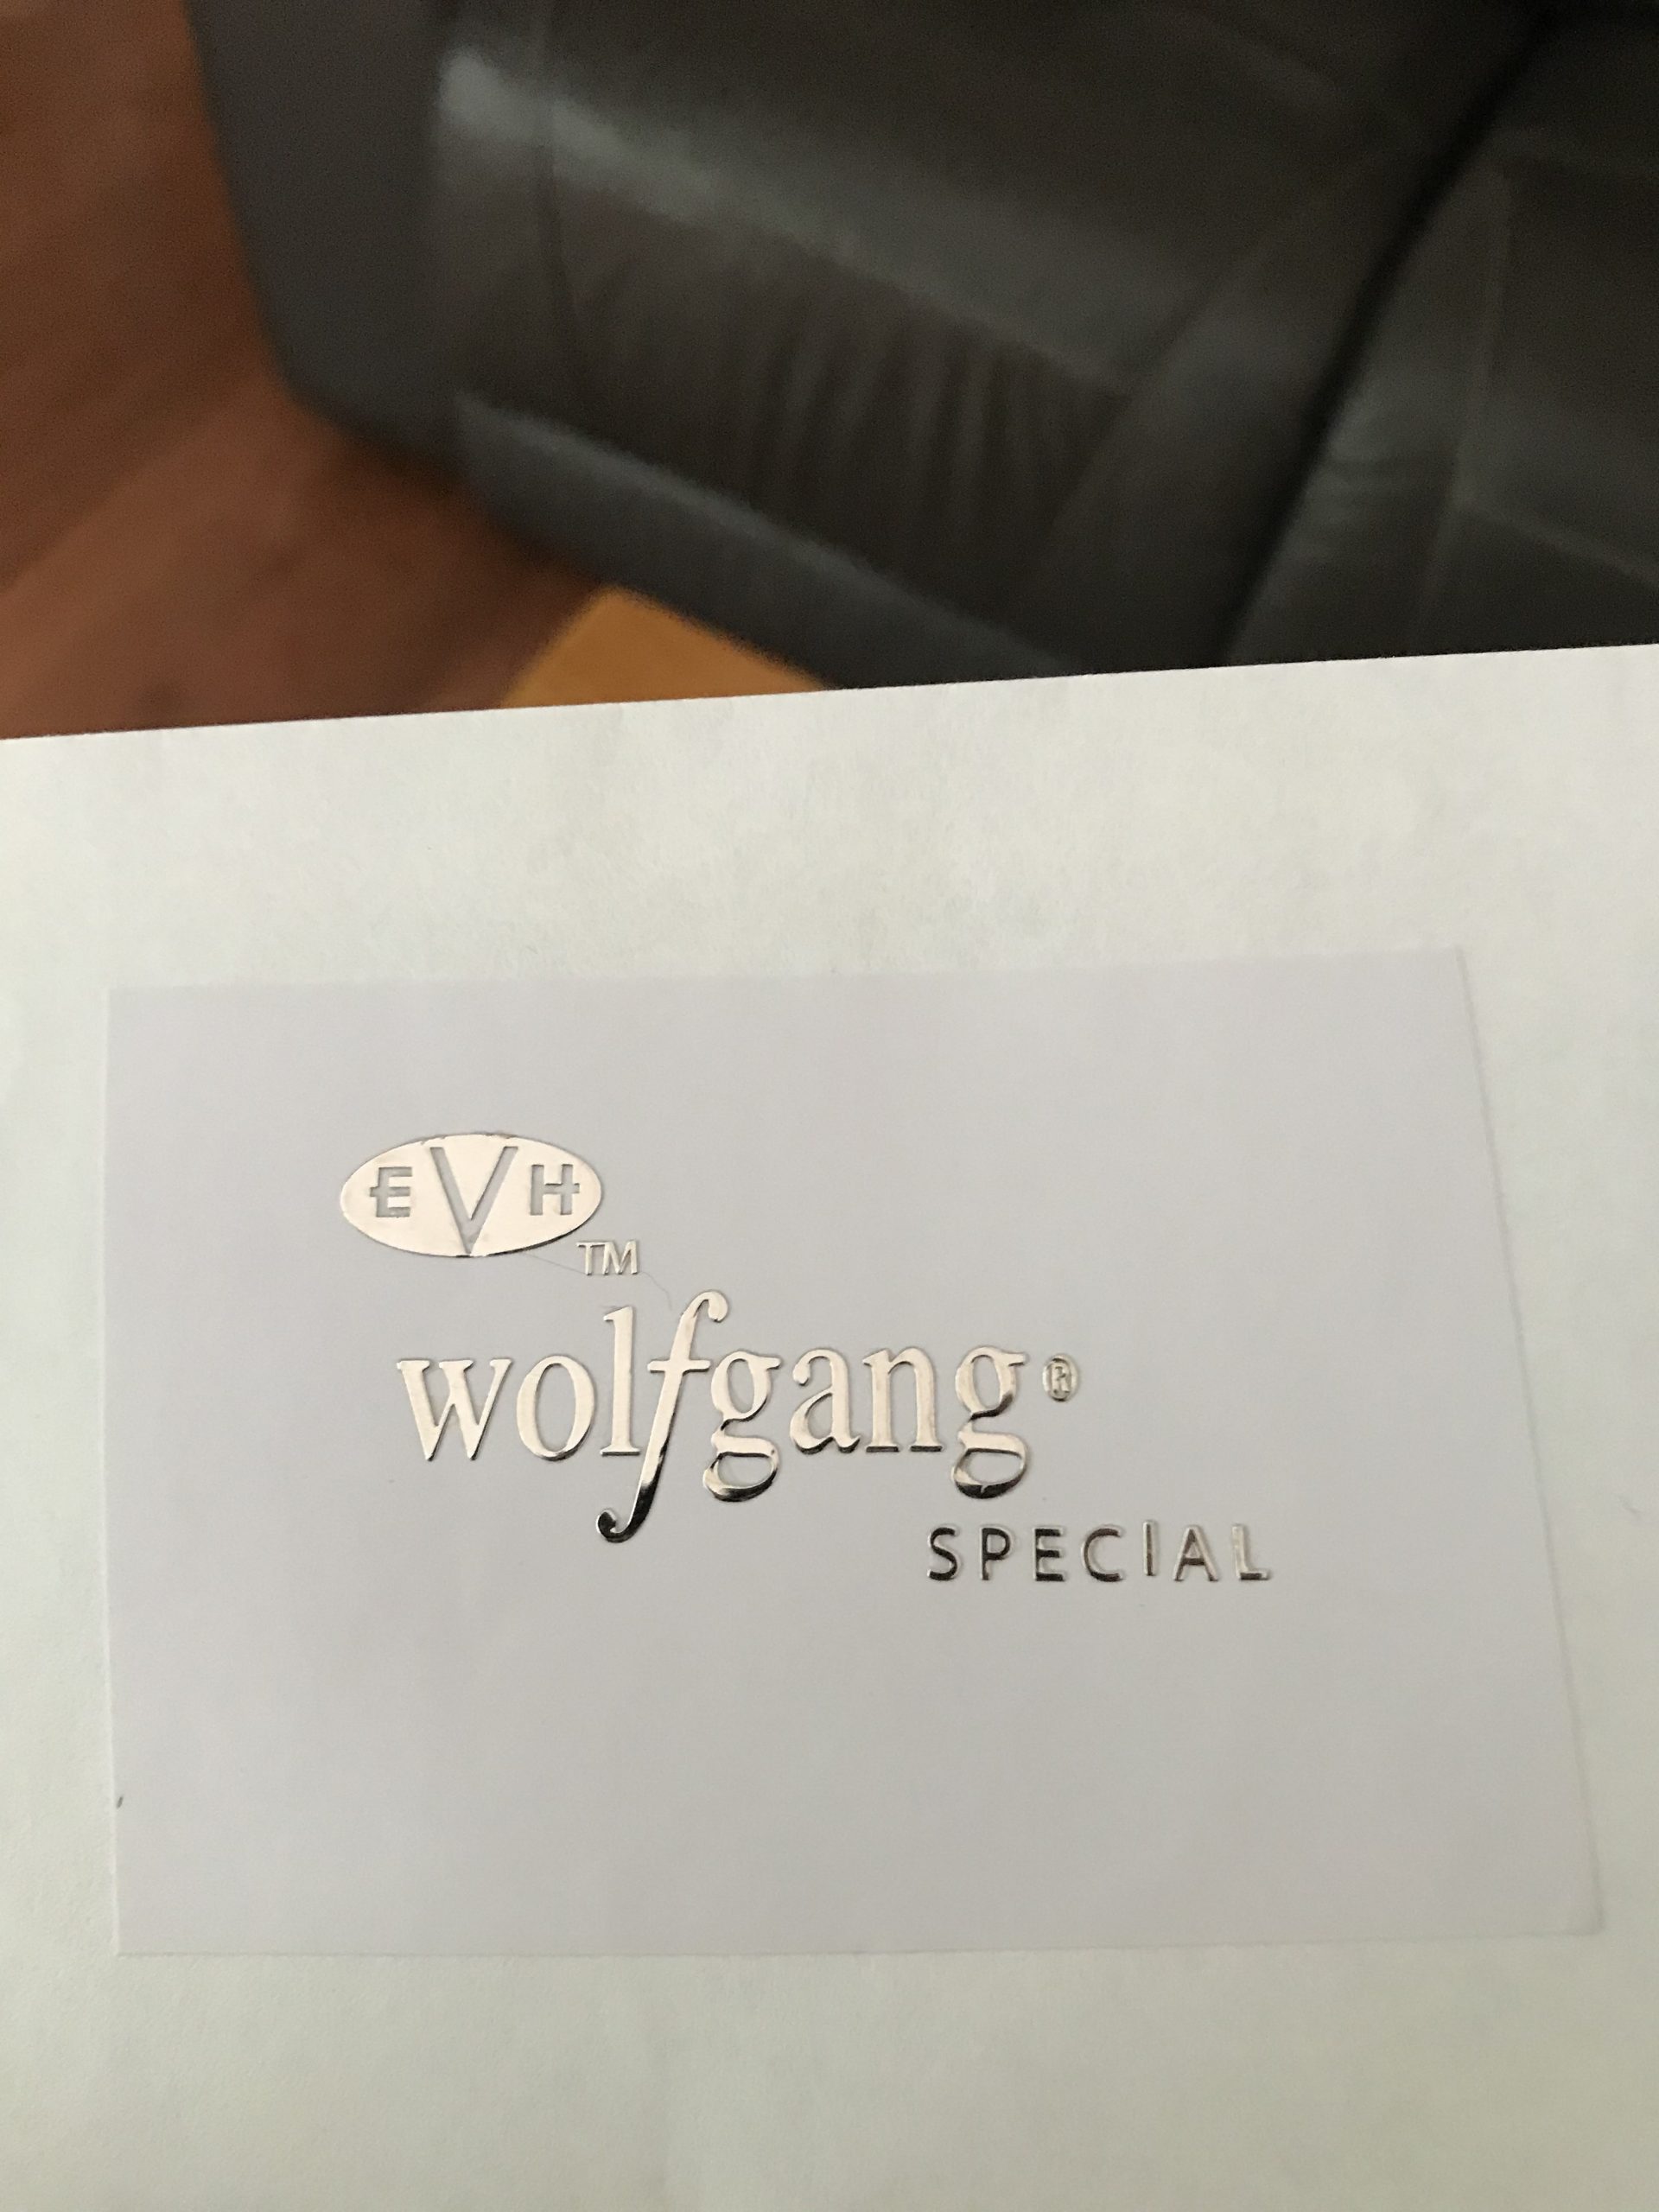 EVH
TM
wolfgang®
SPECIAL